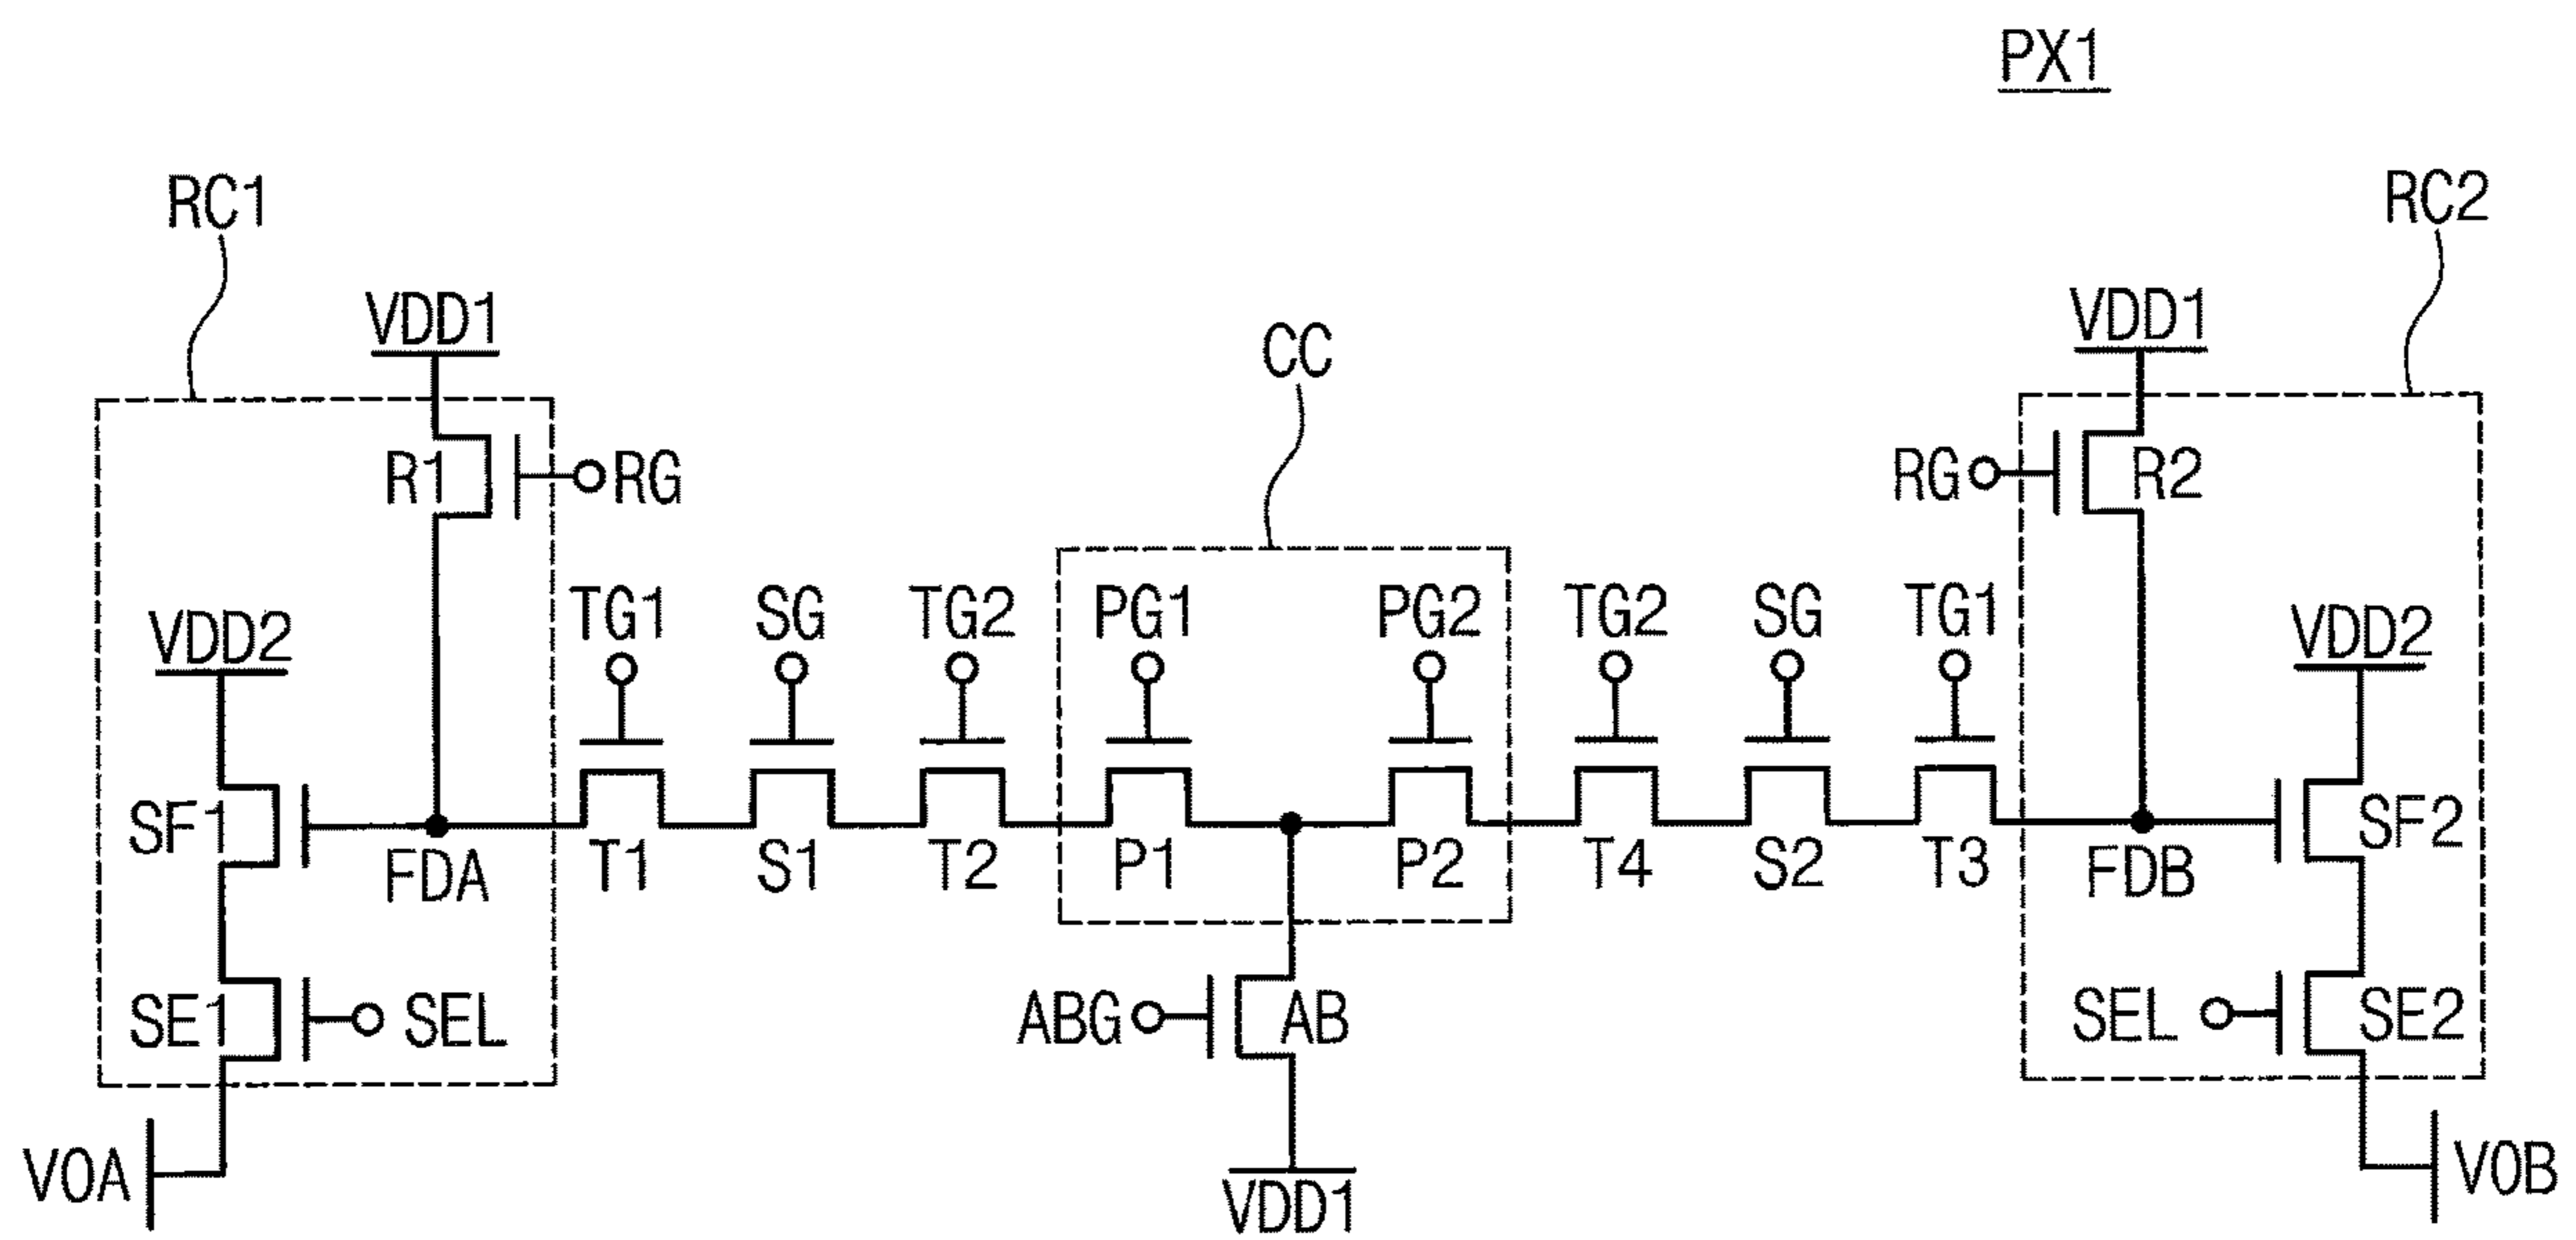 PX1
RC1
RC2
VDD1
VDD1
CC
R1
RG
RG
R2
TG1
SG
TG2
PG1
PG2
TG2
SG
TG1
VDD2
VDD2
SF1
SF2
FDA
T1
S1
T2
P1
P2
T4
S2
T3
FDB
SE1
SEL
ABG
AB
SEL
SE2
VOA
VOB
VDD1